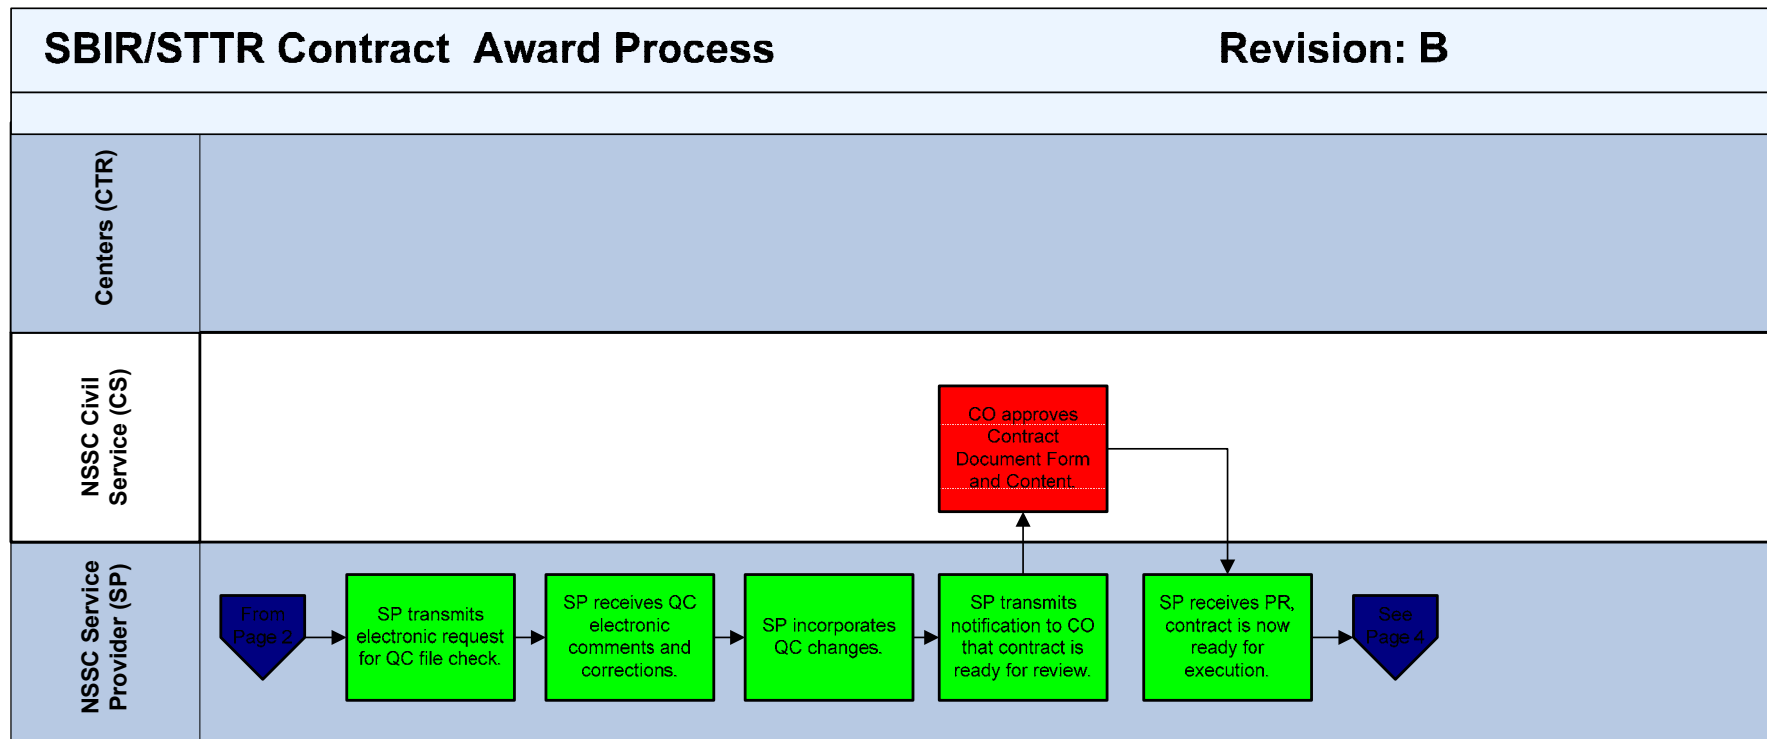 SBIR/STTR Contract  Award Process
Revision: B
Centers (CTR)
NSSC Civil
Service (CS)
CO approves
Contract
Document Form
and Content.
NSSC Service
Provider (SP)
From
Page 2
SP transmits
electronic request
for QC file check.
SP receives QC
electronic
comments and
corrections.
SP incorporates
QC changes.
SP transmits
notification to CO
that contract is
ready for review.
SP receives PR,
contract is now
ready for
execution.
See
Page 4